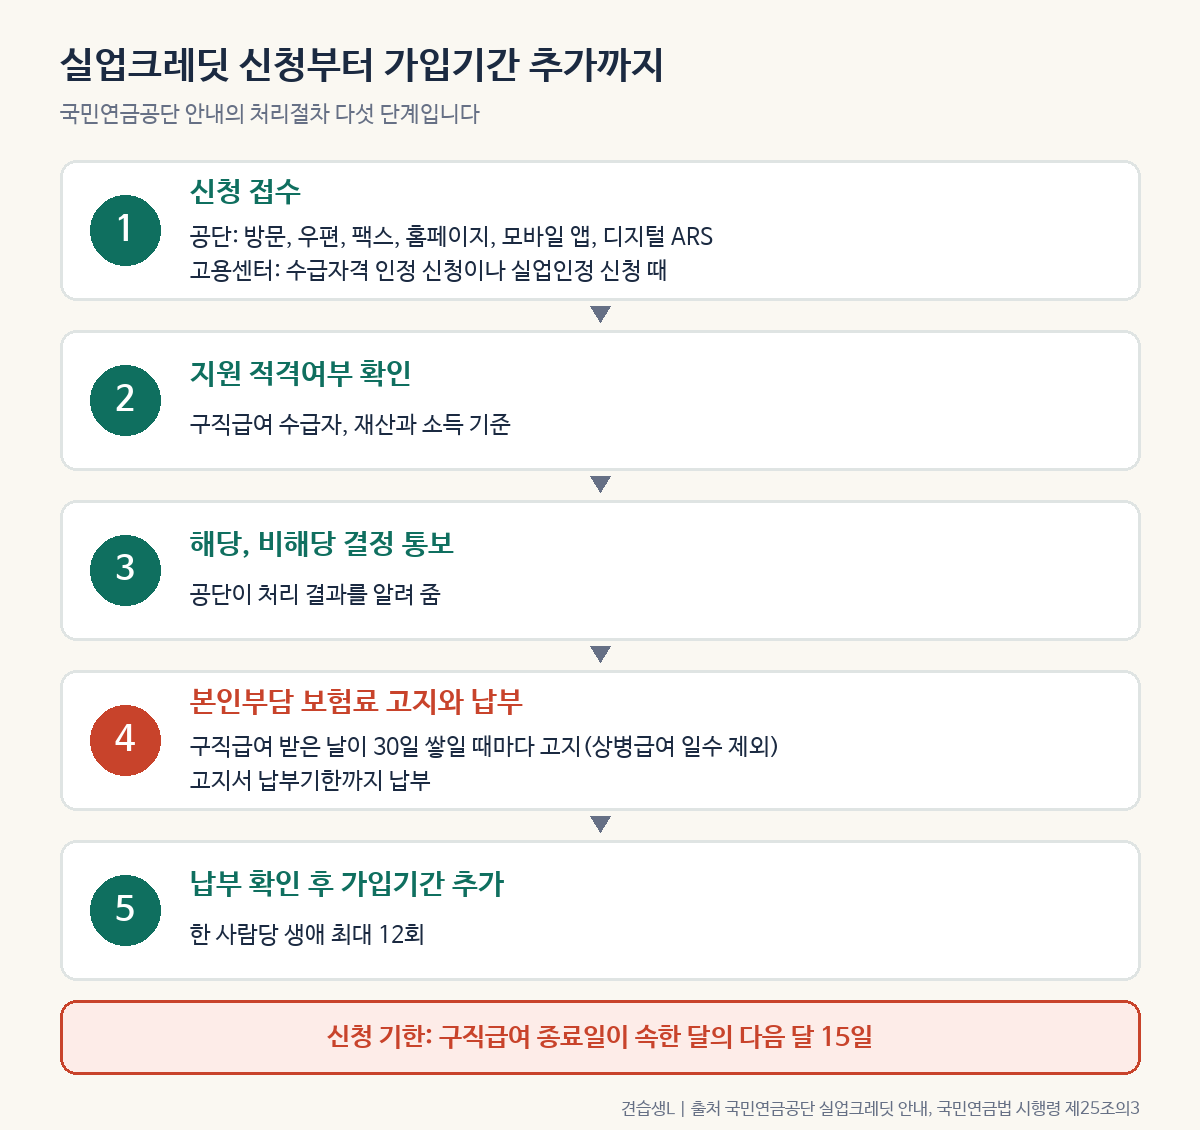 실업크레딧 신청부터 가입기간 추가까지
국민연금공단 안내의 처리절차 다섯 단계입니다
1
신청 접수
공단: 방문, 우편, 팩스, 홈페이지, 모바일 앱, 디지털 ARS
고용센터: 수급자격 인정 신청이나 실업인정 신청 때
2
지원 적격여부 확인
구직급여 수급자, 재산과 소득 기준
3
해당, 비해당 결정 통보
공단이 처리 결과를 알려 줌
4
본인부담 보험료 고지와 납부
구직급여 받은 날이 30일 쌓일 때마다 고지(상병급여 일수 제외)
고지서 납부기한까지 납부
5
납부 확인 후 가입기간 추가
한 사람당 생애 최대 12회
신청 기한: 구직급여 종료일이 속한 달의 다음 달 15일
견습생L | 출처 국민연금공단 실업크레딧 안내, 국민연금법 시행령 제25조의3